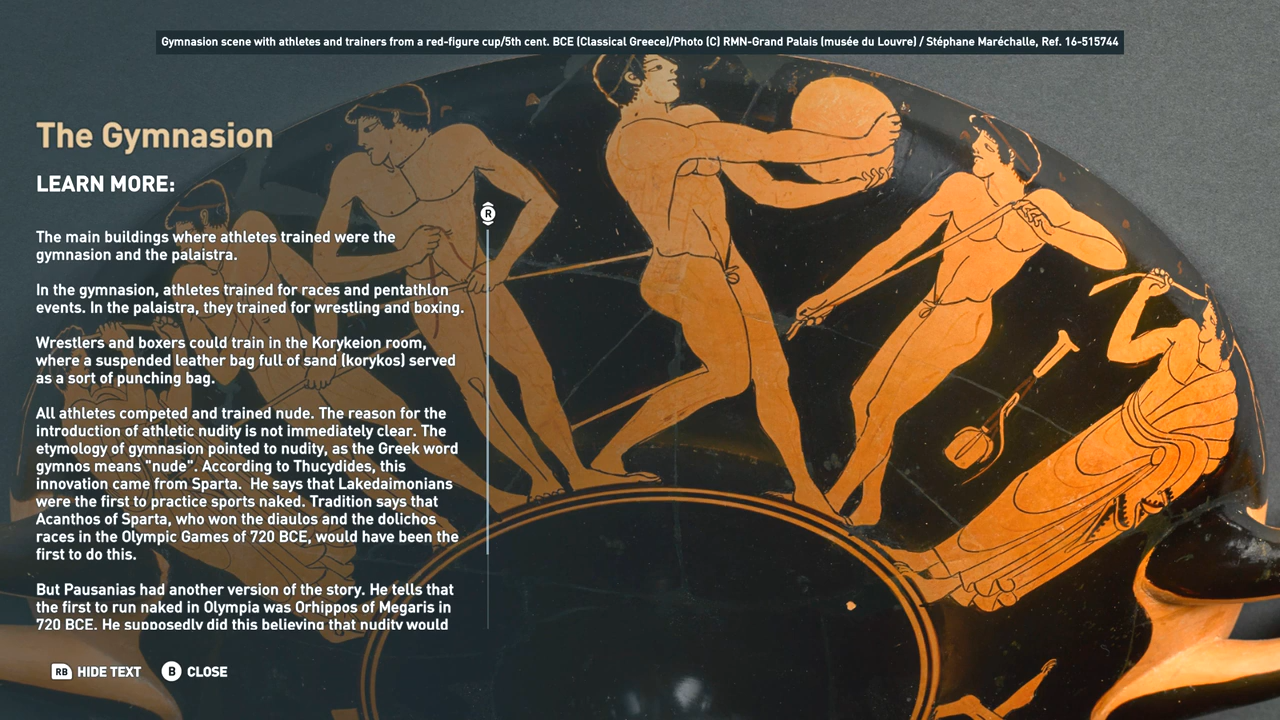 Gymnasion scene with athletes and trainers from a red-figure cup/5th cent. BCE (Classical Greece)/Photo (C) RMN-Grand Palais (musée du Louvre) / Stéphane Maréchalle, Ref. 16-515744
The Gymnasion
LEARN MORE:
R
The main buildings where athletes trained were the
gymnasion and the palaistra.
In the gymnasion, athletes trained for races and pentathlon
events. In the palaistra, they trained for wrestling and boxing.
Wrestlers and boxers could train in the Korykeion room,
where a suspended leather bag full of sand (korykos) served
as a sort of punching bag.
All athletes competed and trained nude. The reason for the
introduction of athletic nudity is not immediately clear. The
etymology of gymnasion pointed to nudity, as the Greek word
gymnos means "nude". According to Thucydides, this
innovation came from Sparta.  He says that Lakedaimonians
were the first to practice sports naked. Tradition says that
Acanthos of Sparta, who won the diaulos and the dolichos
races in the Olympic Games of 720 BCE, would have been the
first to do this.
But Pausanias had another version of the story. He tells that
the first to run naked in Olympia was Orhippos of Megaris in
720 BCE. He supposedly did this believing that nudity would
RB HIDE TEXT B CLOSE